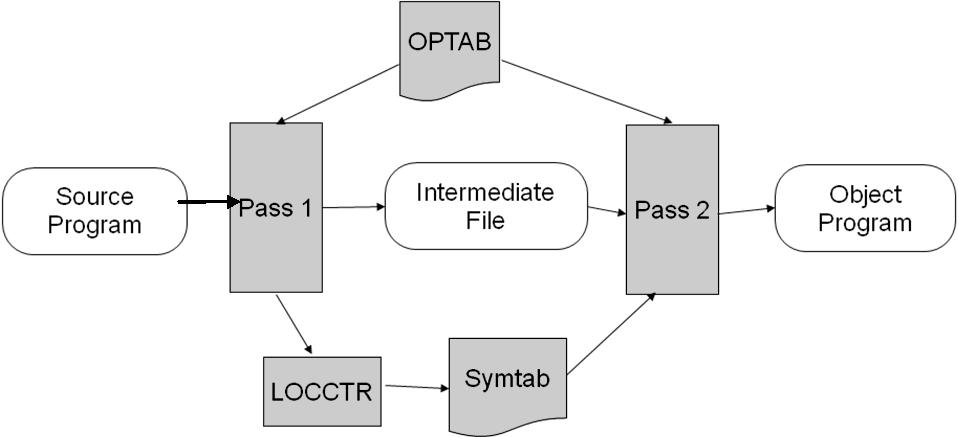 OPTAB
Source
Program
Pass 1
Intermediate
File
Pass 2
Object
Program
LOCCTR
Symtab